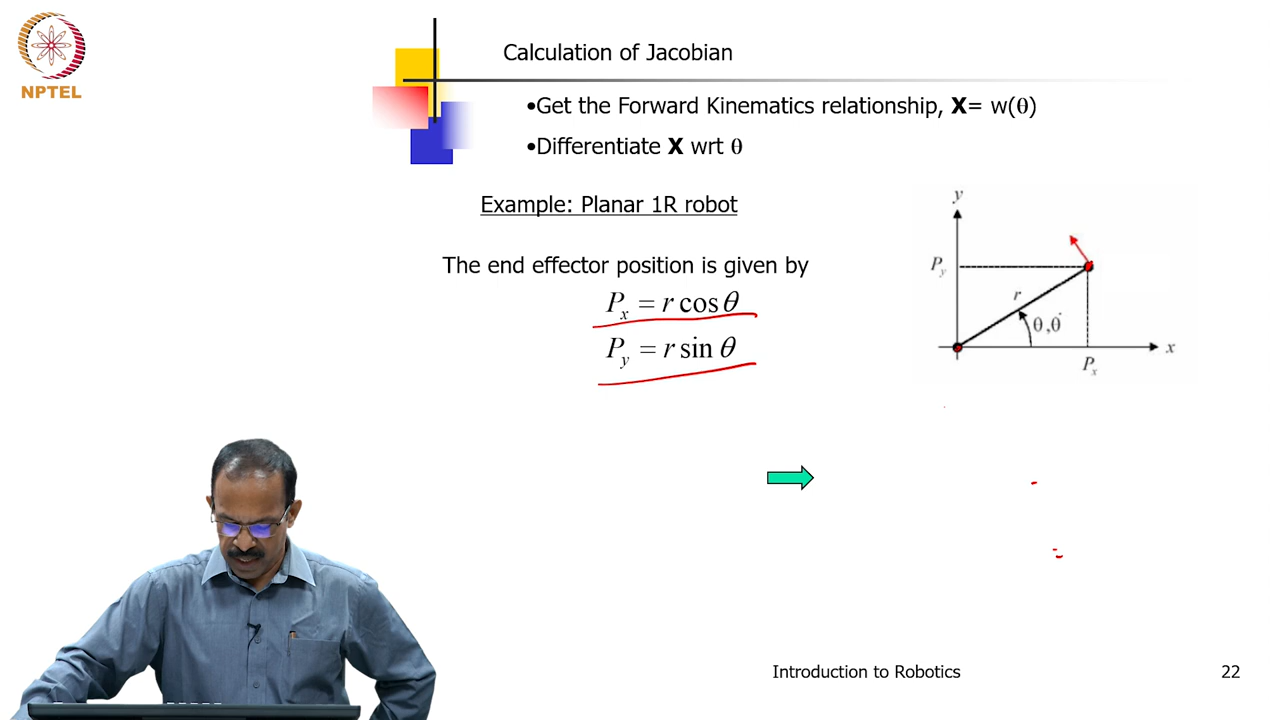 NPTEL
Calculation of Jacobian
•Get the Forward Kinematics relationship, X= w(θ)
•Differentiate X wrt θ
Example: Planar 1R robot
The end effector position is given by
P_x = r cos θ
P_y = r sin θ
y
P_y
r
θ,θ̇
x
P_x
Introduction to Robotics
22